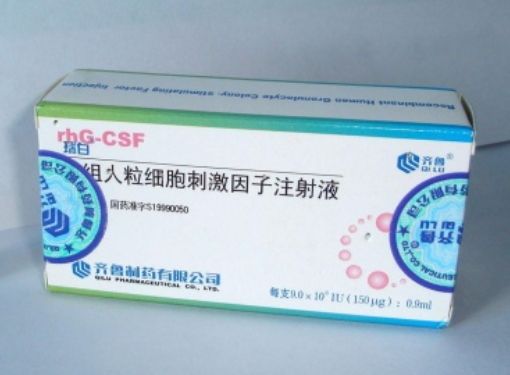 Recombinant Human Granulocyte Colony-Stimulating Factor Injection
rhG-CSF
瑞白
组人粒细胞刺激因子注射液
齐鲁®
QILU
国药准字S19990050
齐鲁制药有限公司
QILU PHARMACEUTICAL CO., LTD.
每支9.0×10⁶IU(150μg):0.9ml